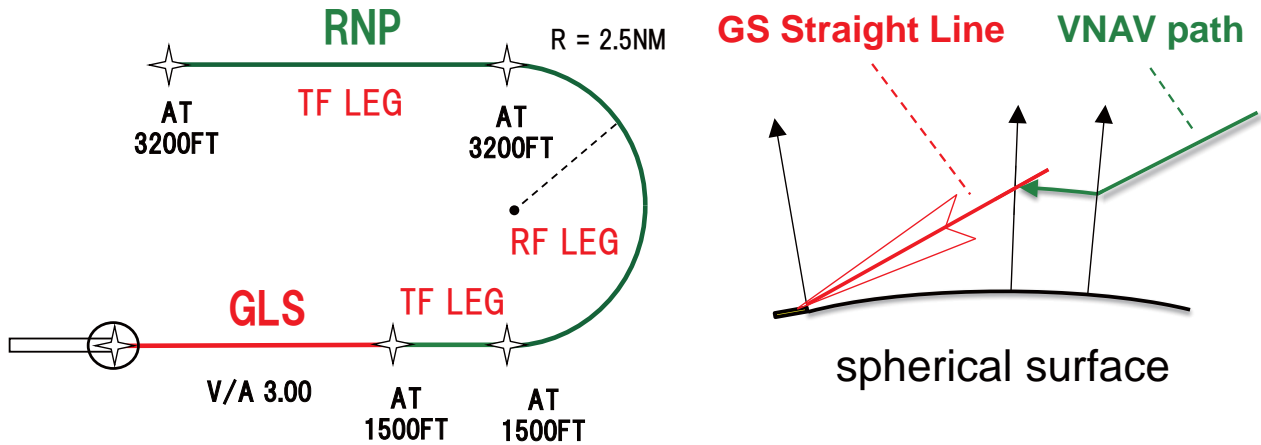 RNP
R = 2.5NM
TF LEG
AT
3200FT
AT
3200FT
RF LEG
GLS
TF LEG
V/A 3.00
AT
1500FT
AT
1500FT
GS Straight Line
VNAV path
spherical surface